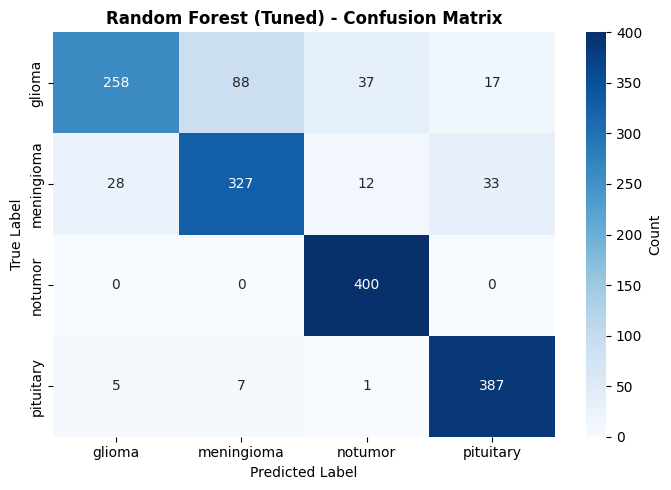 Random Forest (Tuned) - Confusion Matrix
True Label
glioma 258 88 37 17
meningioma 28 327 12 33
notumor 0 0 400 0
pituitary 5 7 1 387
glioma meningioma notumor pituitary
Predicted Label
400
350
300
250
200
150
100
50
0
Count